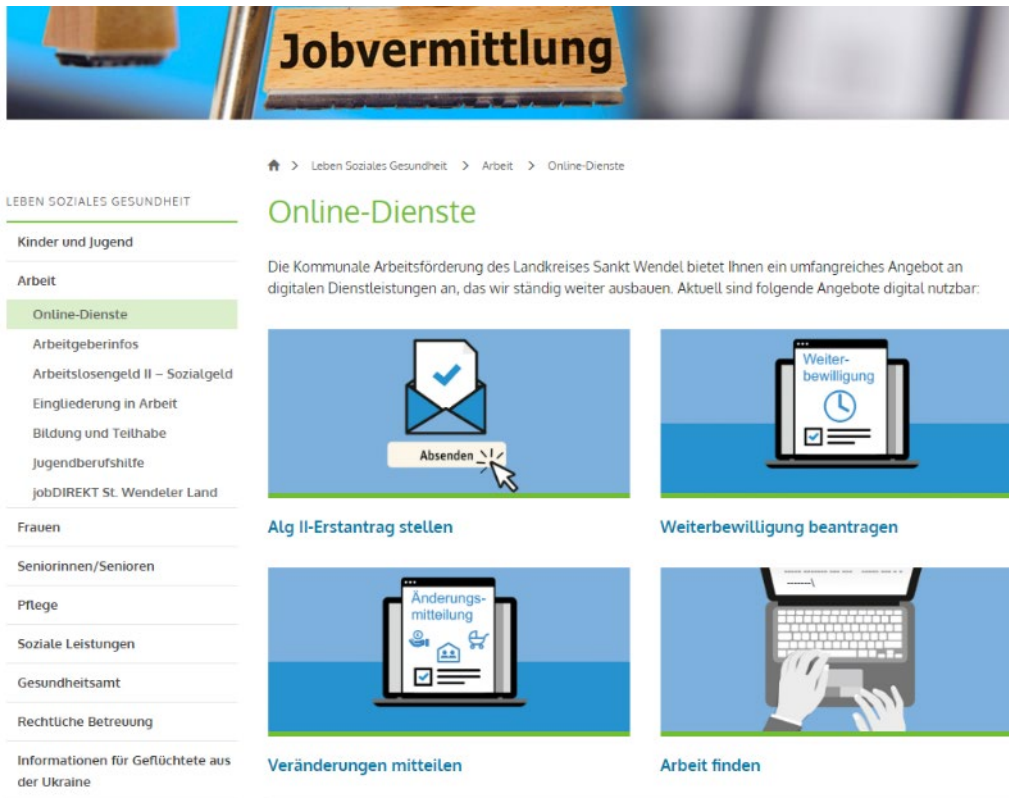 Jobvermittlung
Leben Soziales Gesundheit > Arbeit > Online-Dienste
LEBEN SOZIALES GESUNDHEIT
Kinder und Jugend
Arbeit
Online-Dienste
Arbeitgeberinfos
Arbeitslosengeld II – Sozialgeld
Eingliederung in Arbeit
Bildung und Teilhabe
Jugendberufshilfe
jobDIREKT St. Wendeler Land
Frauen
Seniorinnen/Senioren
Pflege
Soziale Leistungen
Gesundheitsamt
Rechtliche Betreuung
Informationen für Geflüchtete aus
der Ukraine
Online-Dienste
Die Kommunale Arbeitsförderung des Landkreises Sankt Wendel bietet Ihnen ein umfangreiches Angebot an
digitalen Dienstleistungen an, das wir ständig weiter ausbauen. Aktuell sind folgende Angebote digital nutzbar:
Absenden
Alg II-Erstantrag stellen
Weiter-
bewilligung
Weiterbewilligung beantragen
Änderungs-
mitteilung
Veränderungen mitteilen
Arbeit finden